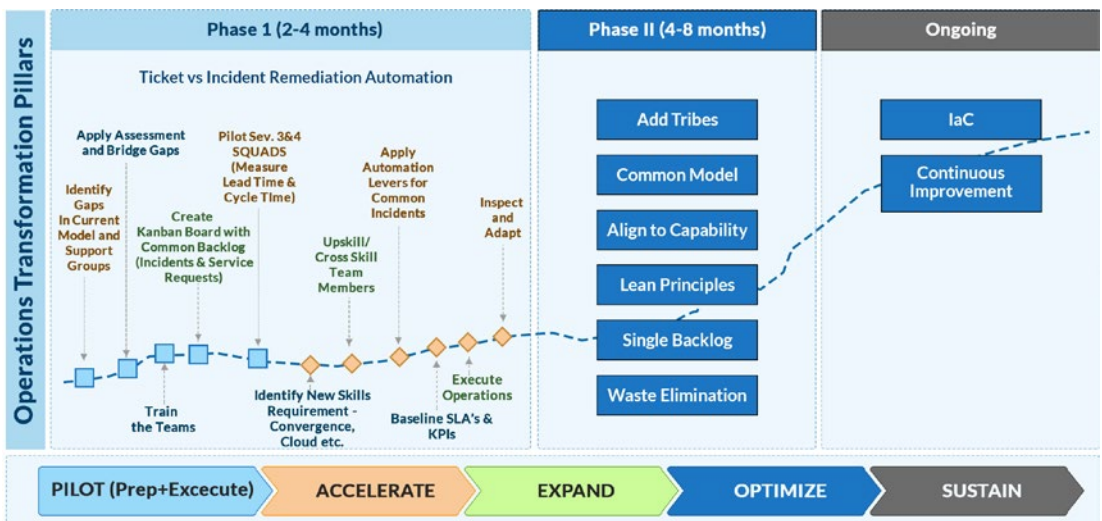 Operations Transformation Pillars
Phase 1 (2-4 months)
Phase II (4-8 months)
Ongoing
Ticket vs Incident Remediation Automation
Identify
Gaps
In Current
Model and
Support
Groups
Apply Assessment
and Bridge Gaps
Create
Kanban Board with
Common Backlog
(Incidents & Service
Requests)
Pilot Sev. 3&4
SQUADS
(Measure
Lead Time &
Cycle TIme)
Upskill/
Cross Skill
Team
Members
Apply
Automation
Levers for
Common
Incidents
Inspect
and
Adapt
Train
the Teams
Identify New Skills
Requirement -
Convergence,
Cloud etc.
Baseline SLA's &
KPIs
Execute
Operations
Add Tribes
Common Model
Align to Capability
Lean Principles
Single Backlog
Waste Elimination
IaC
Continuous
Improvement
PILOT (Prep+Excecute)
ACCELERATE
EXPAND
OPTIMIZE
SUSTAIN